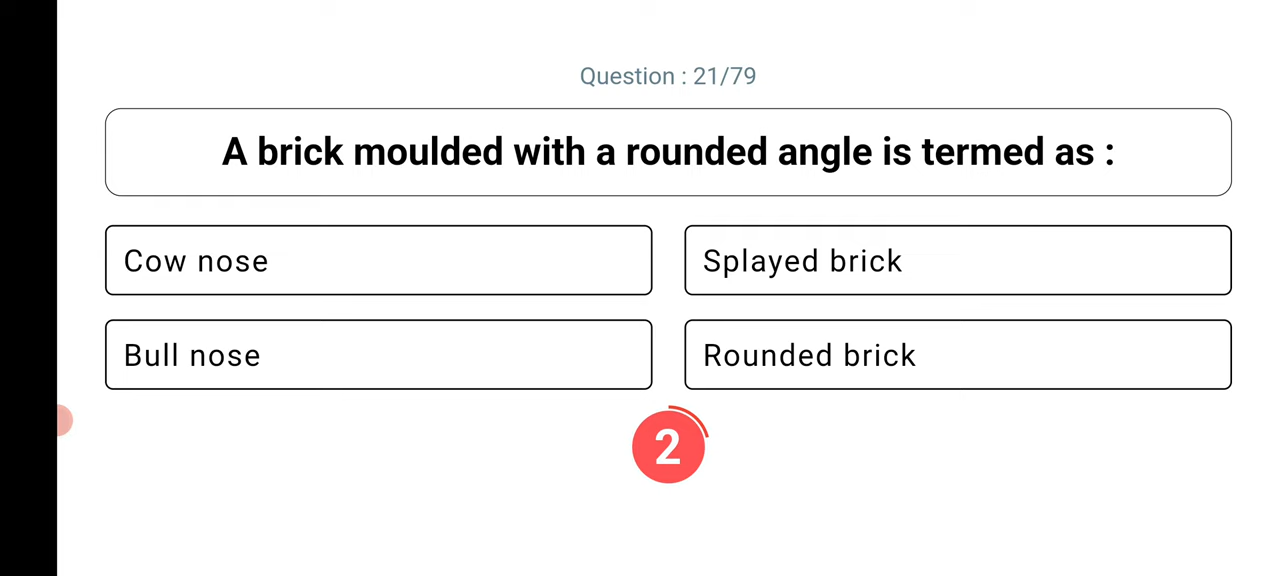 Question : 21/79
A brick moulded with a rounded angle is termed as :
Cow nose
Splayed brick
Bull nose
Rounded brick
2